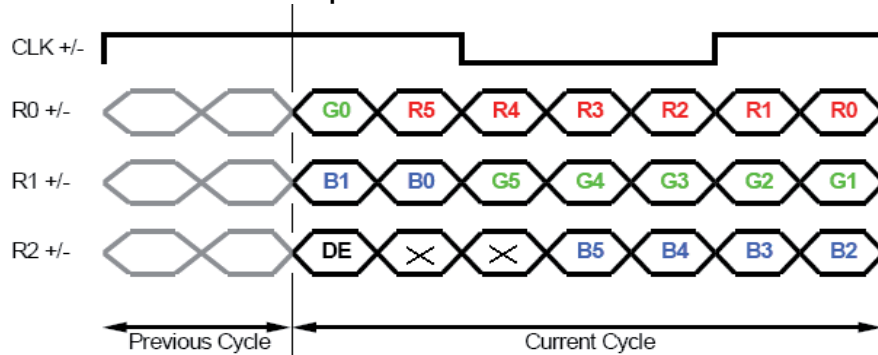 CLK +/-
R0 +/- G0 R5 R4 R3 R2 R1 R0
R1 +/- B1 B0 G5 G4 G3 G2 G1
R2 +/- DE B5 B4 B3 B2
Previous Cycle Current Cycle